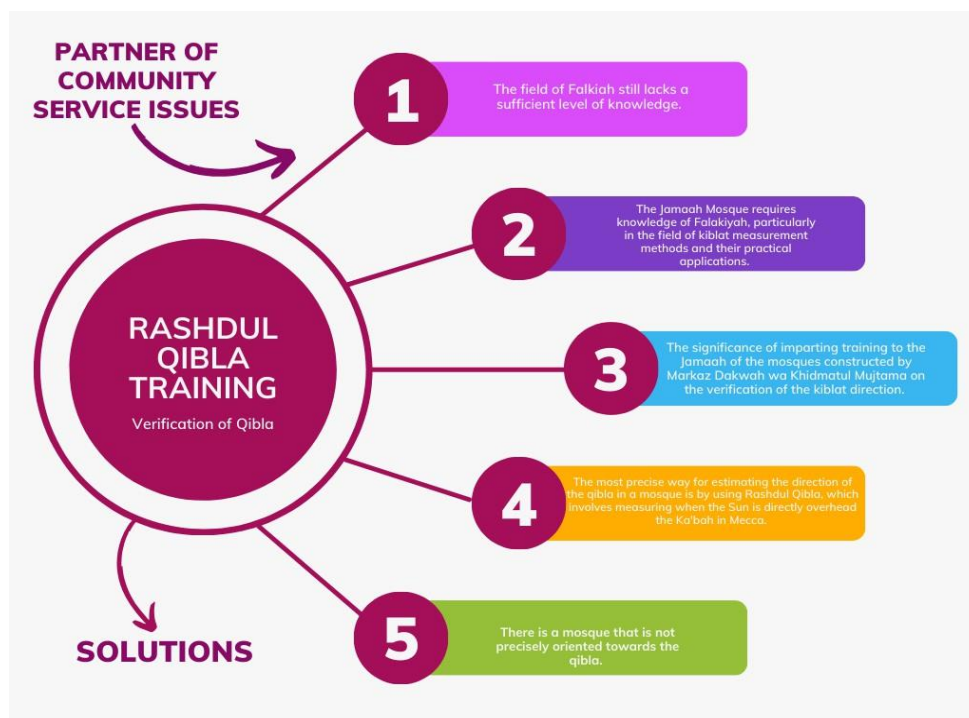 PARTNER OF
COMMUNITY
SERVICE ISSUES
1
The field of Falkiah still lacks a
sufficient level of knowledge.
2
The Jamaah Mosque requires
knowledge of Falakiyah, particularly
in the field of kiblat measurement
methods and their practical
applications.
RASHDUL
QIBLA
TRAINING
Verification of Qibla
3
The significance of imparting training to the
Jamaah of the mosques constructed by
Markaz Dakwah wa Khidmatul Mujtama on
the verification of the kiblat direction.
4
The most precise way for estimating the direction of
the qibla in a mosque is by using Rashdul Qibla, which
involves measuring when the Sun is directly overhead
the Ka'bah in Mecca.
5
There is a mosque that is not
precisely oriented towards the
qibla.
SOLUTIONS